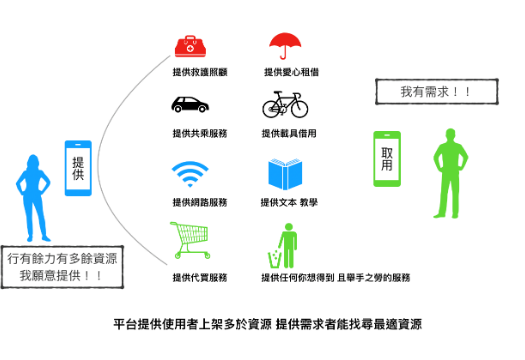 提供救護照顧
提供愛心租借
我有需求！！
提供共乘服務
提供載具借用
提供
取用
提供網路服務
提供文本 教學
行有餘力有多餘資源
我願意提供！！
提供代買服務
提供任何你想得到 且舉手之勞的服務
平台提供使用者上架多於資源 提供需求者能找尋最適資源